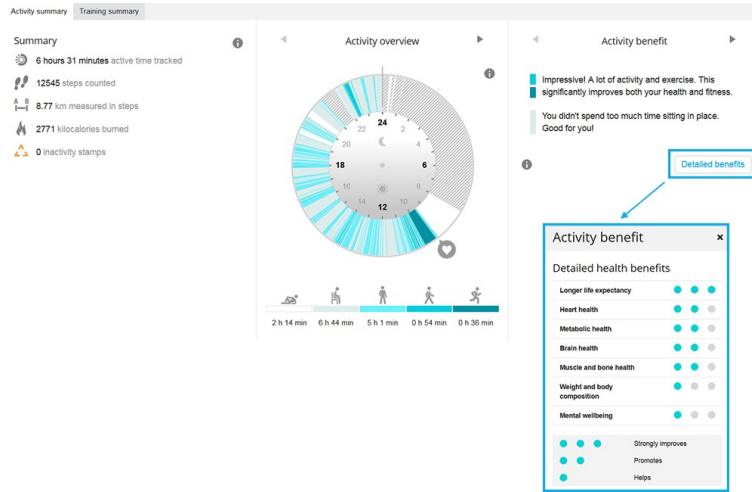 Activity summary
Training summary
Summary
6 hours 31 minutes active time tracked
12545 steps counted
A B
8.77 km measured in steps
2771 kilocalories burned
0 inactivity stamps
Activity overview
24
22
2
20
4
18
6
16
8
14
10
12
2 h 14 min
6 h 44 min
5 h 1 min
0 h 54 min
0 h 36 min
Activity benefit
Impressive! A lot of activity and exercise. This
significantly improves both your health and fitness.
You didn't spend too much time sitting in place.
Good for you!
Detailed benefits
Activity benefit
×
Detailed health benefits
Longer life expectancy
Heart health
Metabolic health
Brain health
Muscle and bone health
Weight and body
composition
Mental wellbeing
Strongly improves
Promotes
Helps